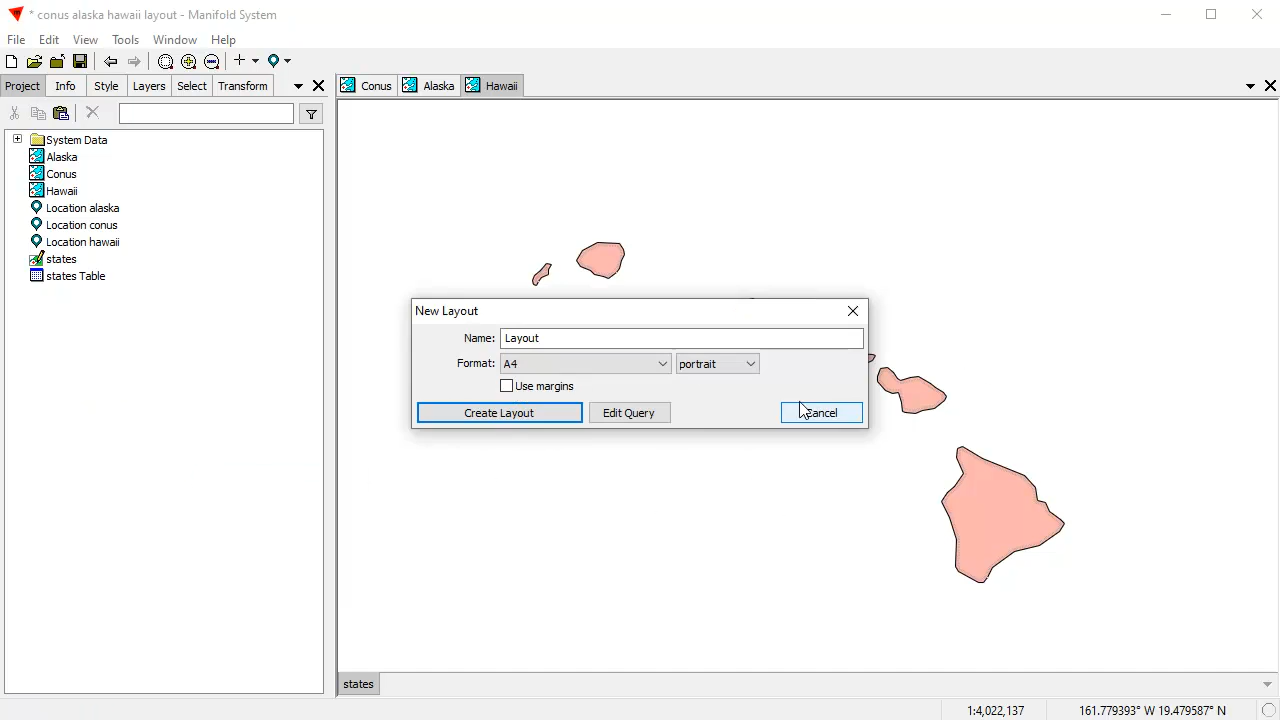 * conus alaska hawaii layout - Manifold System
File Edit View Tools Window Help
Project Info Style Layers Select Transform
Conus Alaska Hawaii
System Data
Alaska
Conus
Hawaii
Location alaska
Location conus
Location hawaii
states
states Table
New Layout
Name: Layout
Format: A4 portrait
Use margins
Create Layout Edit Query Cancel
states
1:4,022,137 161.779393° W 19.479587° N